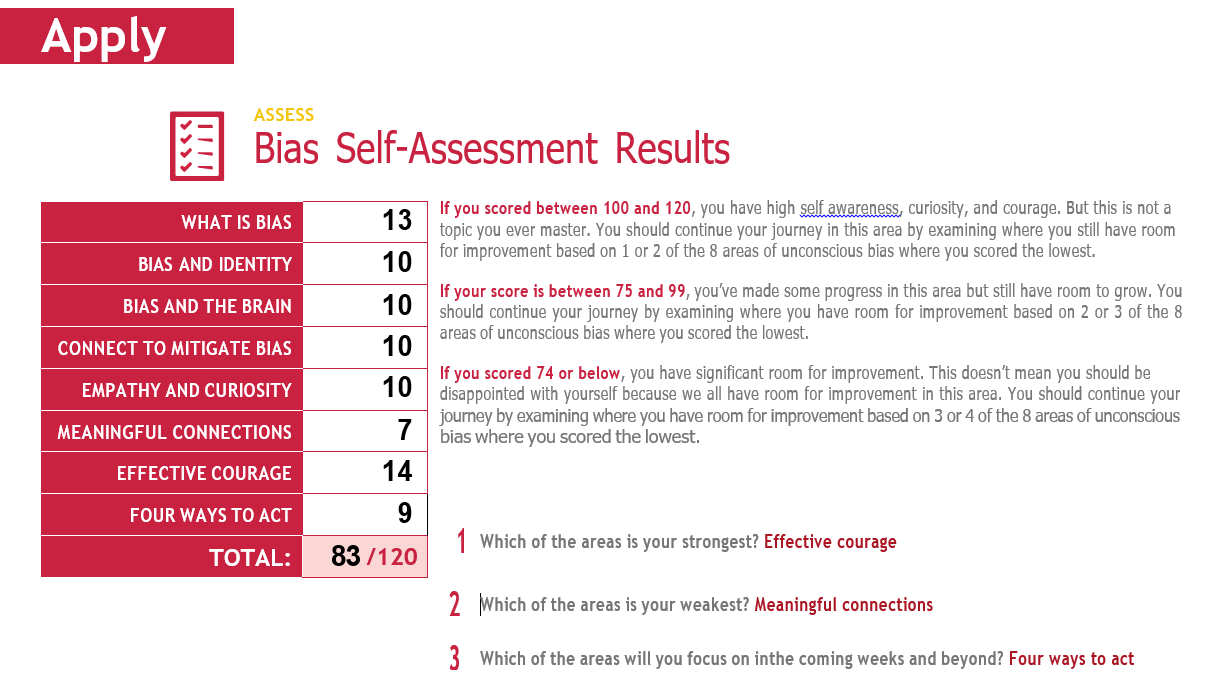 Apply
ASSESS
Bias Self-Assessment Results
WHAT IS BIAS 13
BIAS AND IDENTITY 10
BIAS AND THE BRAIN 10
CONNECT TO MITIGATE BIAS 10
EMPATHY AND CURIOSITY 10
MEANINGFUL CONNECTIONS 7
EFFECTIVE COURAGE 14
FOUR WAYS TO ACT 9
TOTAL: 83 /120
If you scored between 100 and 120, you have high self awareness, curiosity, and courage. But this is not a
topic you ever master. You should continue your journey in this area by examining where you still have room
for improvement based on 1 or 2 of the 8 areas of unconscious bias where you scored the lowest.
If your score is between 75 and 99, you’ve made some progress in this area but still have room to grow. You
should continue your journey by examining where you have room for improvement based on 2 or 3 of the 8
areas of unconscious bias where you scored the lowest.
If you scored 74 or below, you have significant room for improvement. This doesn’t mean you should be
disappointed with yourself because we all have room for improvement in this area. You should continue your
journey by examining where you have room for improvement based on 3 or 4 of the 8 areas of unconscious
bias where you scored the lowest.
1 Which of the areas is your strongest? Effective courage
2 Which of the areas is your weakest? Meaningful connections
3 Which of the areas will you focus on inthe coming weeks and beyond? Four ways to act